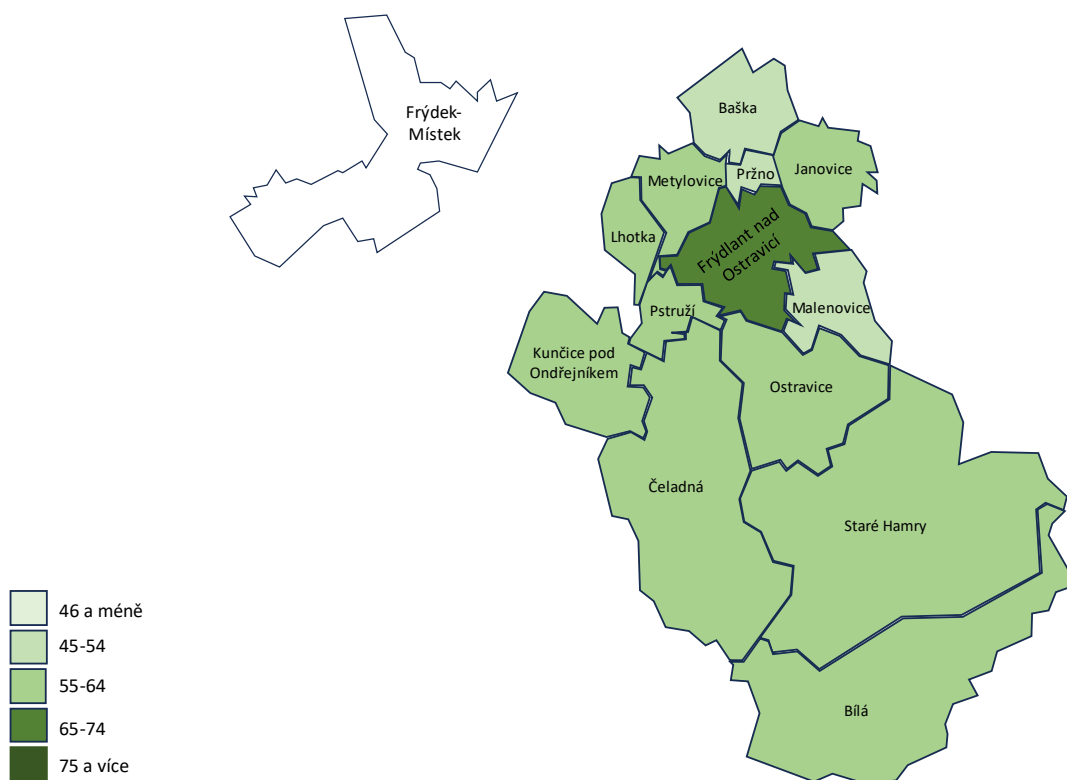 Frýdek-
Místek
Baška
Pržno
Janovice
Metylovice
Lhotka
Frýdlant nad
Ostravicí
Malenovice
Pstruží
Kunčice pod
Ondřejníkem
Ostravice
Čeladná
Staré Hamry
Bílá
46 a méně
45-54
55-64
65-74
75 a více